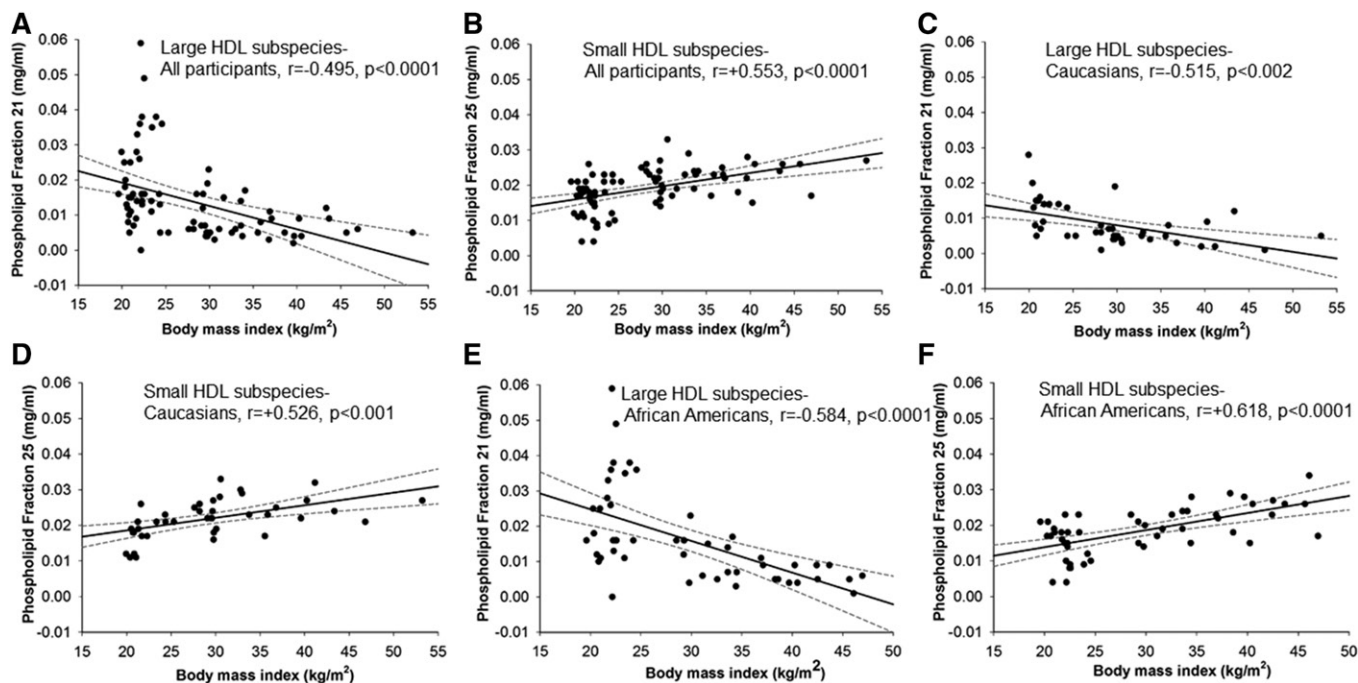 A
Large HDL subspecies-
All participants, r=-0.495, p<0.0001
Phospholipid Fraction 21 (mg/ml)
0.06
0.05
0.04
0.03
0.02
0.01
0.00
-0.01
15 20 25 30 35 40 45 50 55
Body mass index (kg/m²)
B
Small HDL subspecies-
All participants, r=+0.553, p<0.0001
Phospholipid Fraction 25 (mg/ml)
0.06
0.05
0.04
0.03
0.02
0.01
0.00
-0.01
15 20 25 30 35 40 45 50 55
Body mass index (kg/m²)
C
Large HDL subspecies-
Caucasians, r=-0.515, p<0.002
Phospholipid Fraction 21 (mg/ml)
0.06
0.05
0.04
0.03
0.02
0.01
0.00
-0.01
15 20 25 30 35 40 45 50 55
Body mass index (kg/m²)
D
Small HDL subspecies-
Caucasians, r=+0.526, p<0.001
Phospholipid Fraction 25 (mg/ml)
0.06
0.05
0.04
0.03
0.02
0.01
0.00
-0.01
15 20 25 30 35 40 45 50 55
Body mass index (kg/m²)
E
Large HDL subspecies-
African Americans, r=-0.584, p<0.0001
Phospholipid Fraction 21 (mg/ml)
0.06
0.05
0.04
0.03
0.02
0.01
0.00
-0.01
15 20 25 30 35 40 45 50
Body mass index (kg/m²)
F
Small HDL subspecies-
African Americans, r=+0.618, p<0.0001
Phospholipid Fraction 25 (mg/ml)
0.06
0.05
0.04
0.03
0.02
0.01
0.00
-0.01
15 20 25 30 35 40 45 50
Body mass index (kg/m²)